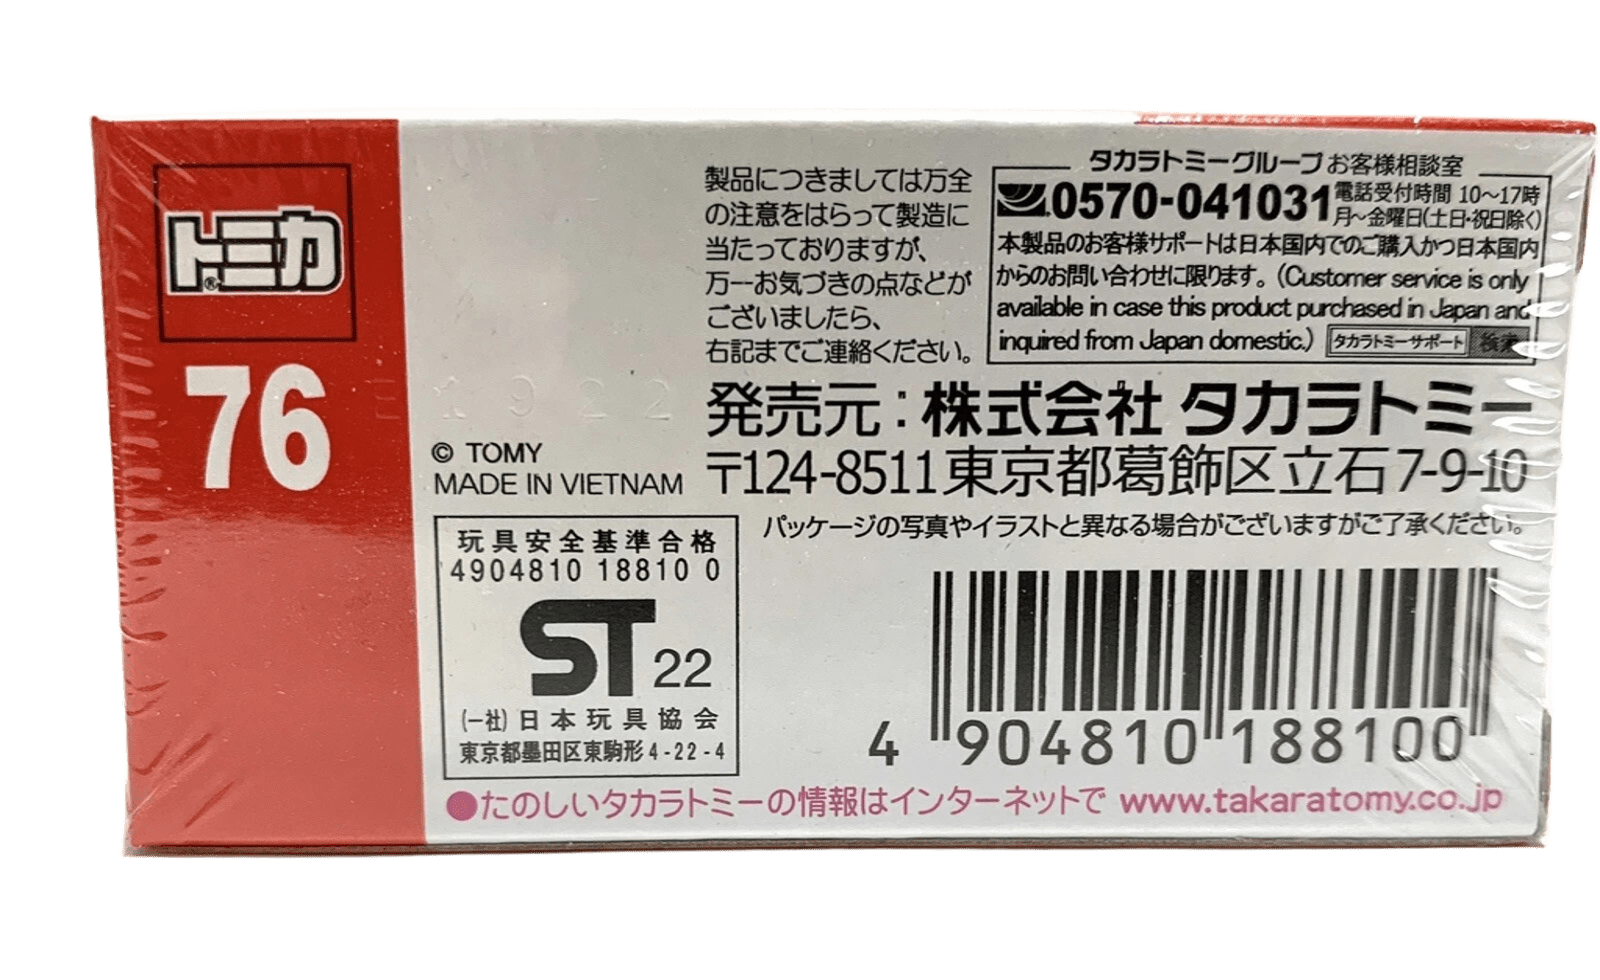 トミカ®
76
製品につきましては万全
の注意をはらって製造に
当たっておりますが、
万一お気づきの点などが
ございましたら、
右記までご連絡ください。
タカラトミーグループお客様相談室
0570-041031
電話受付時間 10〜17時
月〜金曜日(土日・祝日除く)
本製品のお客様サポートは日本国内でのご購入かつ日本国内
からのお問い合わせに限ります。(Customer service is only
available in case this product purchased in Japan and
inquired from Japan domestic.) タカラトミーサポート 検索
発売元:株式会社 タカラトミー
〒124-8511東京都葛飾区立石7-9-10
© TOMY
MADE IN VIETNAM
パッケージの写真やイラストと異なる場合がございますがご了承ください。
玩具安全基準合格
4904810 18810 0
ST 22
(一社)日本玩具協会
東京都墨田区東駒形4-22-4
4 904810 188100
●たのしいタカラトミーの情報はインターネットで www.takaratomy.co.jp